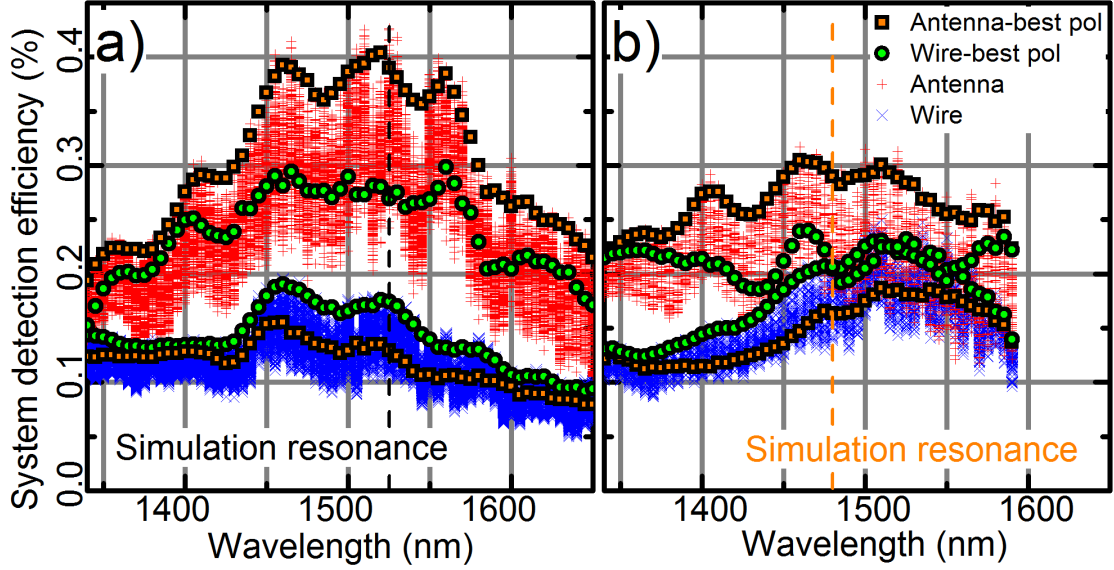 System detection efficiency (%)
0.4
0.3
0.2
0.1
0.0
a)
Simulation resonance
1400
1500
1600
Wavelength (nm)
b)
Antenna-best pol
Wire-best pol
Antenna
Wire
Simulation resonance
1400
1500
1600
Wavelength (nm)